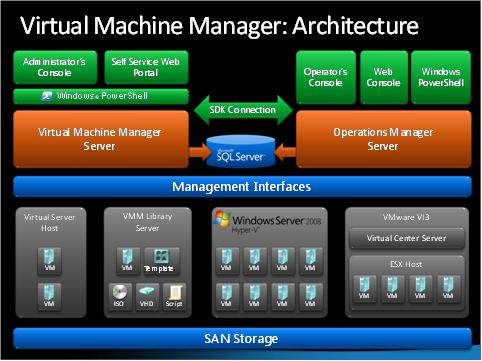 Virtual Machine Manager: Architecture
Administrator's
Console
Self Service Web
Portal
Windows PowerShell
Operator's
Console
Web
Console
Windows
PowerShell
SDK Connection
Virtual Machine Manager
Server
Microsoft
SQL Server
Operations Manager
Server
Management Interfaces
Virtual Server
Host
VM
VM
VMM Library
Server
VM
Template
ISO
VHD
Script
Windows Server 2008
Hyper-V
VM
VM
VM
VM
VM
VM
VM
VM
VMware VI3
Virtual Center Server
ESX Host
VM
VM
VM
VM
SAN Storage